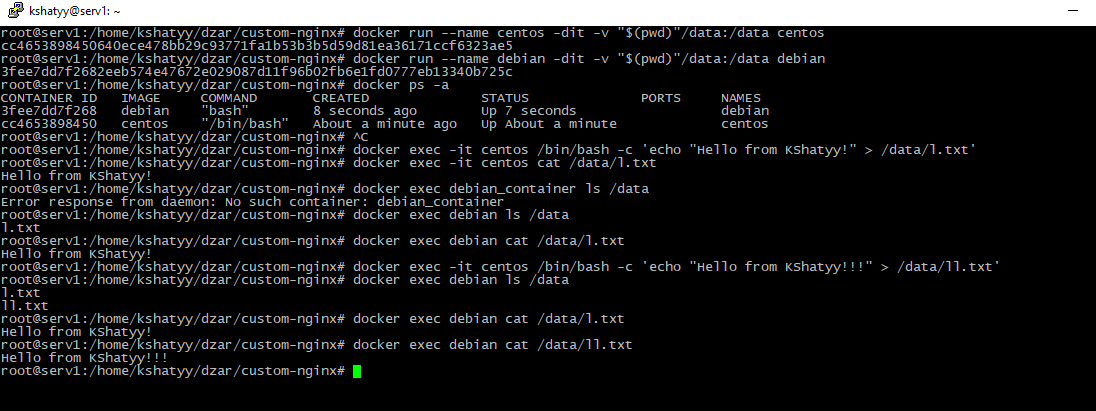 kshatyy@serv1: ~
root@serv1:/home/kshatyy/dzar/custom-nginx# docker run --name centos -dit -v "$(pwd)"/data:/data centos
cc4653898450640ece478bb29c93771fa1b53b3b5d59d81ea36171ccf6323ae5
root@serv1:/home/kshatyy/dzar/custom-nginx# docker run --name debian -dit -v "$(pwd)"/data:/data debian
3fee7dd7f2682eeb574e47672e029087d11f96b02fb6e1fd0777eb13340b725c
root@serv1:/home/kshatyy/dzar/custom-nginx# docker ps -a
CONTAINER ID   IMAGE     COMMAND       CREATED              STATUS              PORTS     NAMES
3fee7dd7f268   debian    "bash"        8 seconds ago        Up 7 seconds                  debian
cc4653898450   centos    "/bin/bash"   About a minute ago   Up About a minute             centos
root@serv1:/home/kshatyy/dzar/custom-nginx# ^C
root@serv1:/home/kshatyy/dzar/custom-nginx# docker exec -it centos /bin/bash -c 'echo "Hello from KShatyy!" > /data/l.txt'
root@serv1:/home/kshatyy/dzar/custom-nginx# docker exec -it centos cat /data/l.txt
Hello from KShatyy!
root@serv1:/home/kshatyy/dzar/custom-nginx# docker exec debian_container ls /data
Error response from daemon: No such container: debian_container
root@serv1:/home/kshatyy/dzar/custom-nginx# docker exec debian ls /data
l.txt
root@serv1:/home/kshatyy/dzar/custom-nginx# docker exec debian cat /data/l.txt
Hello from KShatyy!
root@serv1:/home/kshatyy/dzar/custom-nginx# docker exec -it centos /bin/bash -c 'echo "Hello from KShatyy!!!" > /data/ll.txt'
root@serv1:/home/kshatyy/dzar/custom-nginx# docker exec debian ls /data
l.txt
ll.txt
root@serv1:/home/kshatyy/dzar/custom-nginx# docker exec debian cat /data/l.txt
Hello from KShatyy!
root@serv1:/home/kshatyy/dzar/custom-nginx# docker exec debian cat /data/ll.txt
Hello from KShatyy!!!
root@serv1:/home/kshatyy/dzar/custom-nginx#